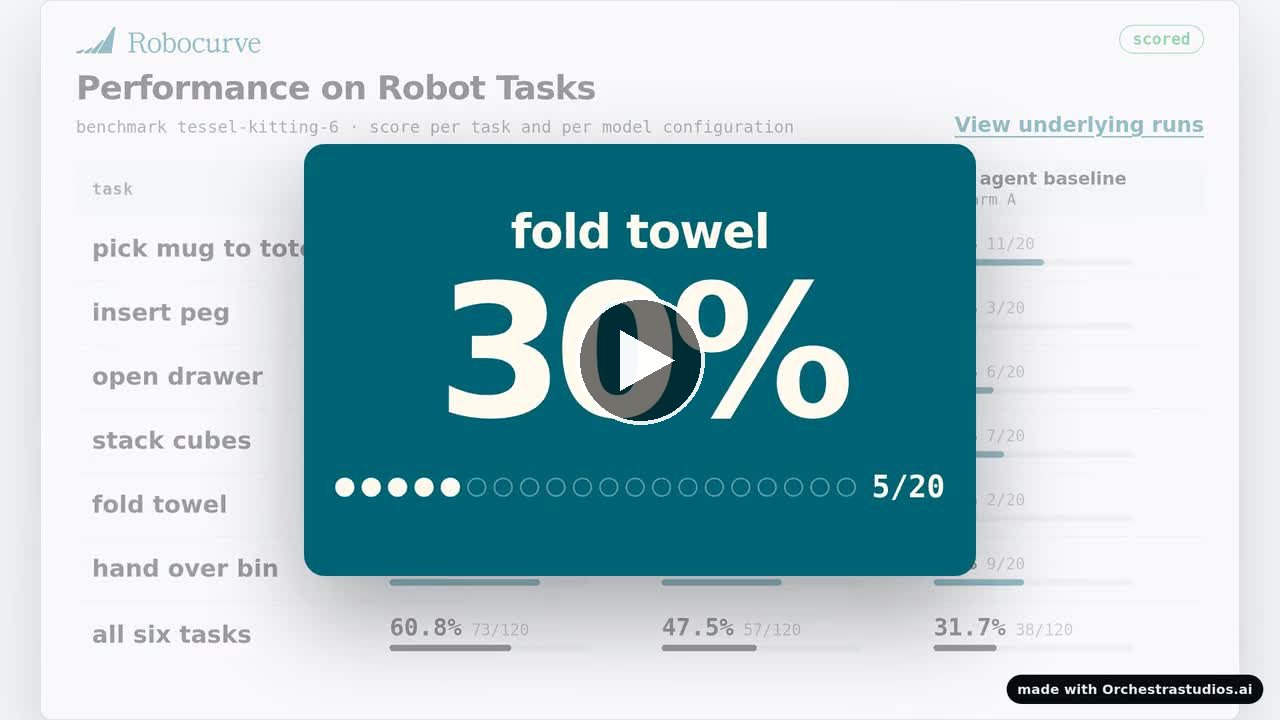 Robocurve
scored
Performance on Robot Tasks
benchmark tessel-kitting-6 · score per task and per model configuration
View underlying runs
task
agent baseline
arm A
pick mug to tote
11/20
insert peg
3/20
open drawer
6/20
stack cubes
7/20
fold towel
2/20
hand over bin
9/20
all six tasks
60.8% 73/120
47.5% 57/120
31.7% 38/120
fold towel
30%
5/20
made with Orchestrastudios.ai